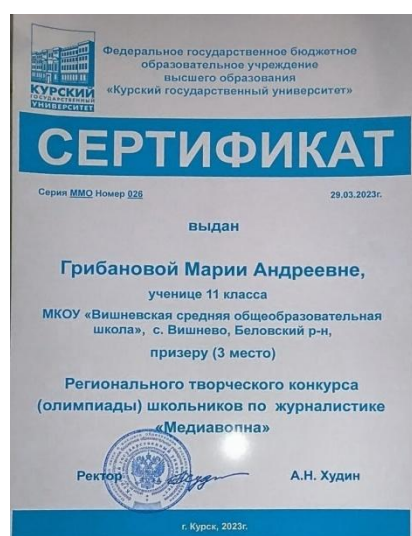 Федеральное государственное бюджетное
образовательное учреждение
высшего образования
«Курский государственный университет»
КУРСКИЙ
ГОСУДАРСТВЕННЫЙ
УНИВЕРСИТЕТ
СЕРТИФИКАТ
Серия ММО Номер 026 29.03.2023г.
выдан
Грибановой Марии Андреевне,
ученице 11 класса
МКОУ «Вишневская средняя общеобразовательная
школа», с. Вишнево, Беловский р-н,
призеру (3 место)
Регионального творческого конкурса
(олимпиады) школьников по журналистике
«Медиаволна»
Ректор А.Н. Худин
г. Курск, 2023г.